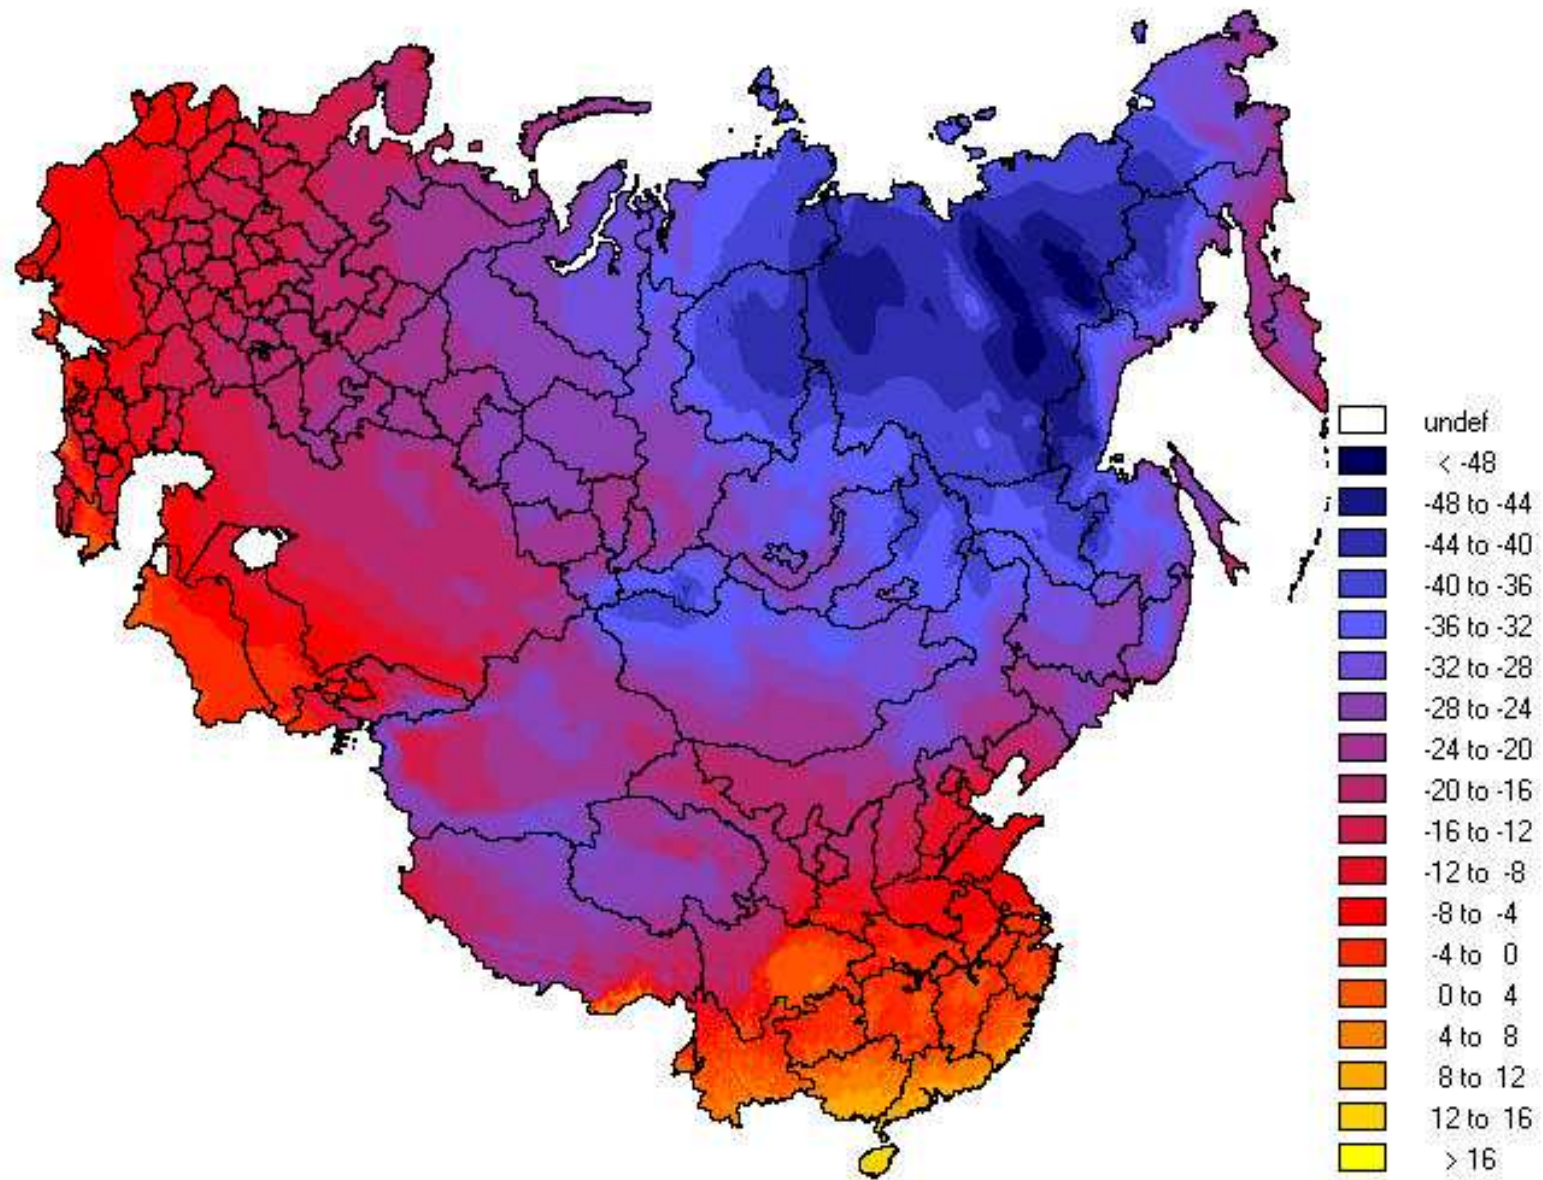 undef
< -48
-48 to -44
-44 to -40
-40 to -36
-36 to -32
-32 to -28
-28 to -24
-24 to -20
-20 to -16
-16 to -12
-12 to -8
-8 to -4
-4 to 0
0 to 4
4 to 8
8 to 12
12 to 16
> 16